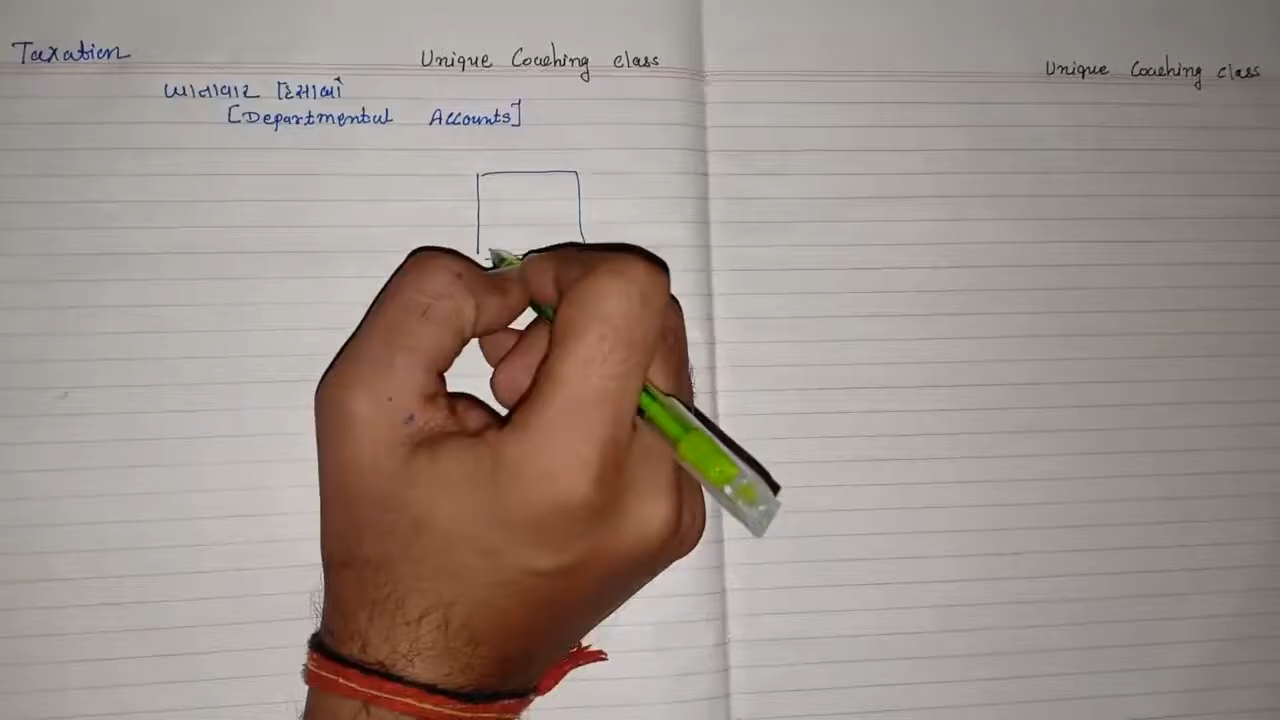 Taxation
Unique Coaching class
Unique Coaching class
ખાતાવાર હિસાબો
[Departmental Accounts]